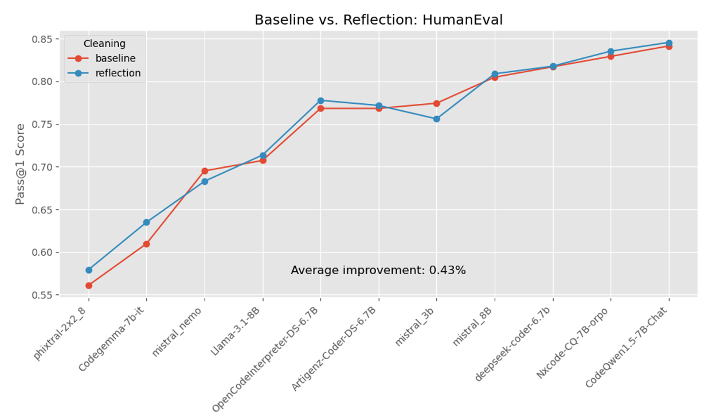 Baseline vs. Reflection: HumanEval
Pass@1 Score
0.85
0.80
0.75
0.70
0.65
0.60
0.55
Cleaning
baseline
reflection
Average improvement: 0.43%
phixtral-2x2_8
Codegemma-7b-it
mistral_nemo
Llama-3.1-8B
OpenCodeInterpreter-DS-6.7B
Artigenz-Coder-DS-6.7B
mistral_3b
mistral_8B
deepseek-coder-6.7b
Nxcode-CQ-7B-orpo
CodeQwen1.5-7B-Chat